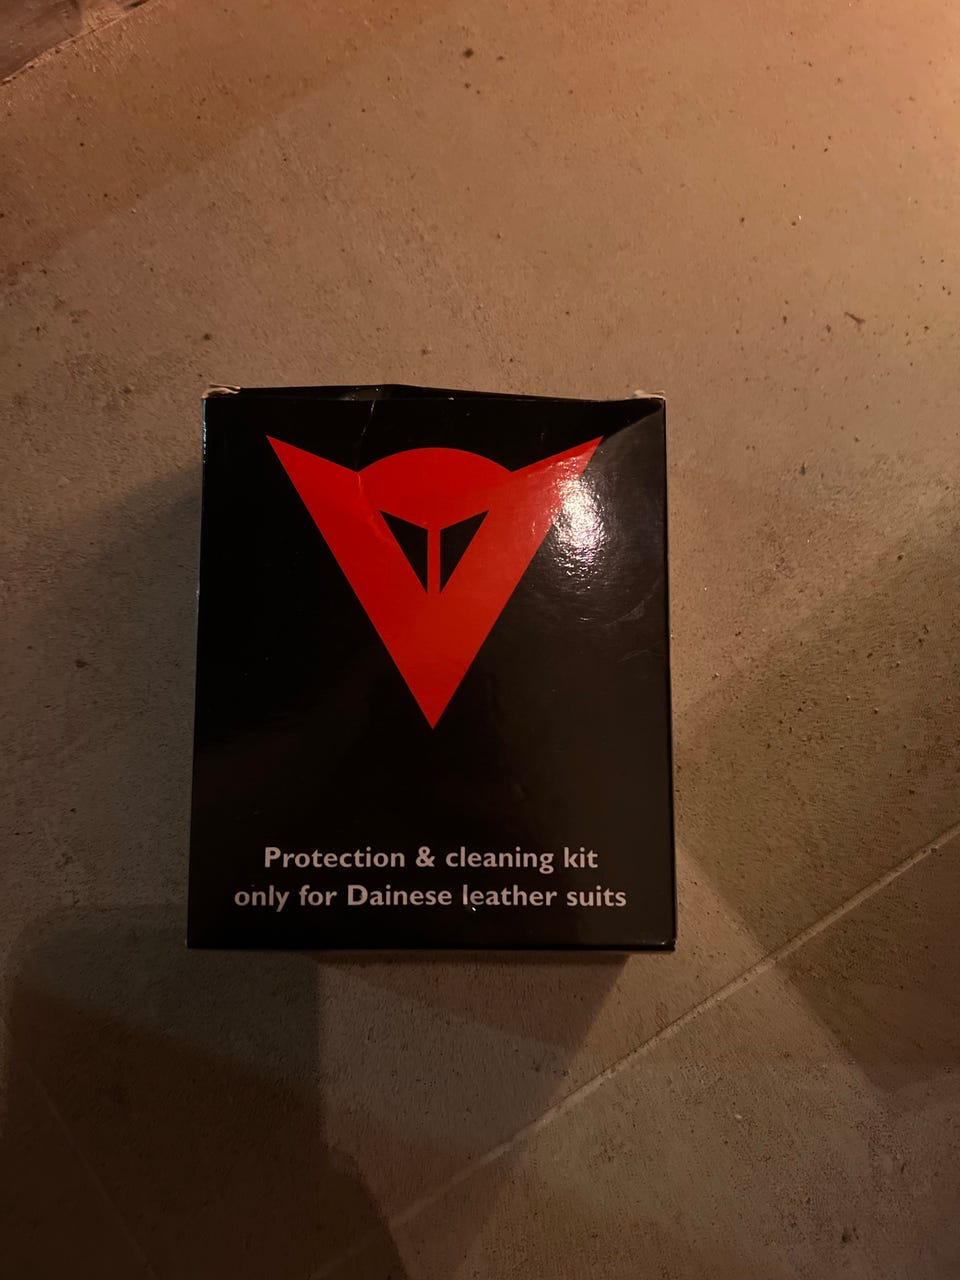 Protection & cleaning kit
only for Dainese leather suits